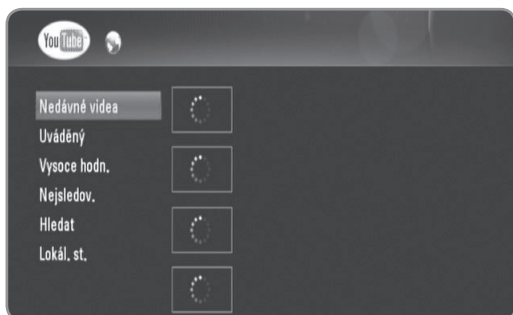 YouTube
Nedávné videa
Uváděný
Vysoce hodn.
Nejsledov.
Hledat
Lokál. st.